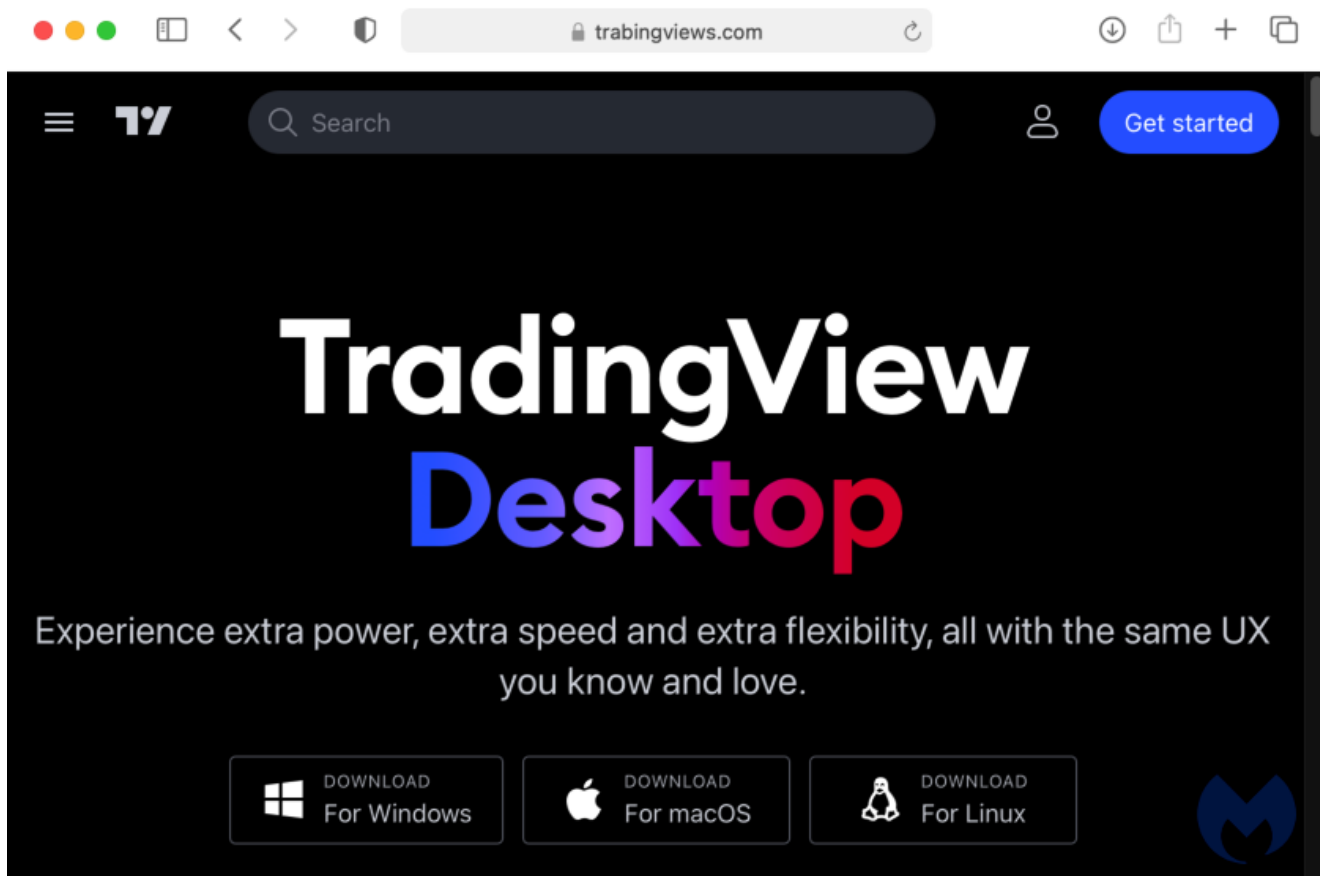 trabingviews.com
Search
Get started
TradingView
Desktop
Experience extra power, extra speed and extra flexibility, all with the same UX
you know and love.
DOWNLOAD
For Windows
DOWNLOAD
For macOS
DOWNLOAD
For Linux